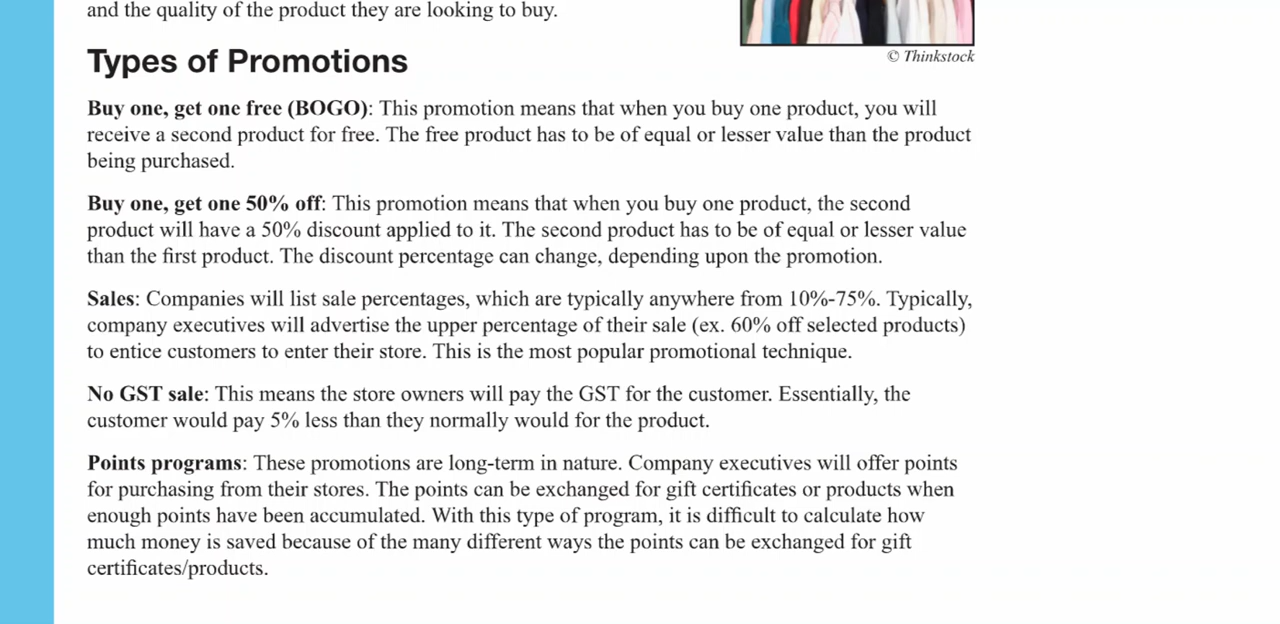 and the quality of the product they are looking to buy.
© Thinkstock
Types of Promotions
Buy one, get one free (BOGO): This promotion means that when you buy one product, you will
receive a second product for free. The free product has to be of equal or lesser value than the product
being purchased.
Buy one, get one 50% off: This promotion means that when you buy one product, the second
product will have a 50% discount applied to it. The second product has to be of equal or lesser value
than the first product. The discount percentage can change, depending upon the promotion.
Sales: Companies will list sale percentages, which are typically anywhere from 10%-75%. Typically,
company executives will advertise the upper percentage of their sale (ex. 60% off selected products)
to entice customers to enter their store. This is the most popular promotional technique.
No GST sale: This means the store owners will pay the GST for the customer. Essentially, the
customer would pay 5% less than they normally would for the product.
Points programs: These promotions are long-term in nature. Company executives will offer points
for purchasing from their stores. The points can be exchanged for gift certificates or products when
enough points have been accumulated. With this type of program, it is difficult to calculate how
much money is saved because of the many different ways the points can be exchanged for gift
certificates/products.